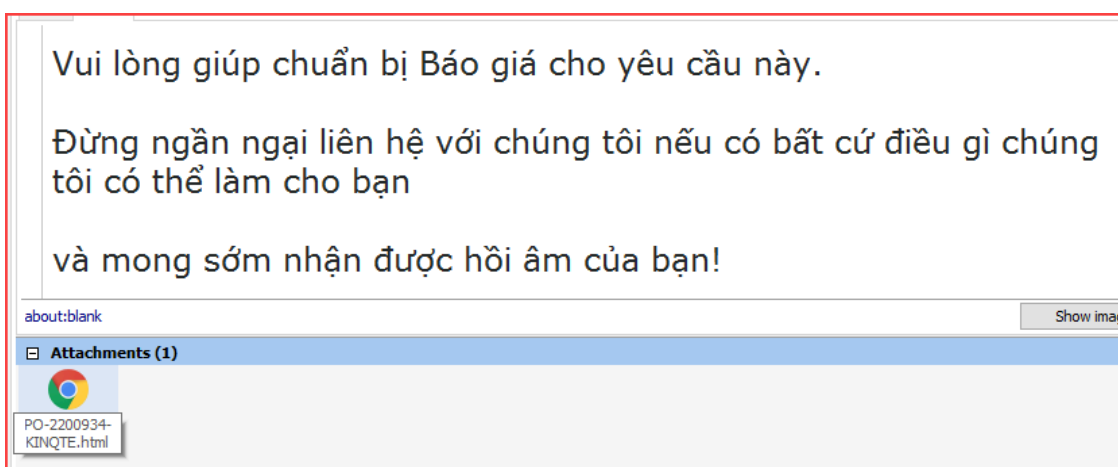 Vui lòng giúp chuẩn bị Báo giá cho yêu cầu này.
Đừng ngần ngại liên hệ với chúng tôi nếu có bất cứ điều gì chúng
tôi có thể làm cho bạn
và mong sớm nhận được hồi âm của bạn!
about:blank
Show
Attachments (1)
PO-2200934-
KINQTE.html